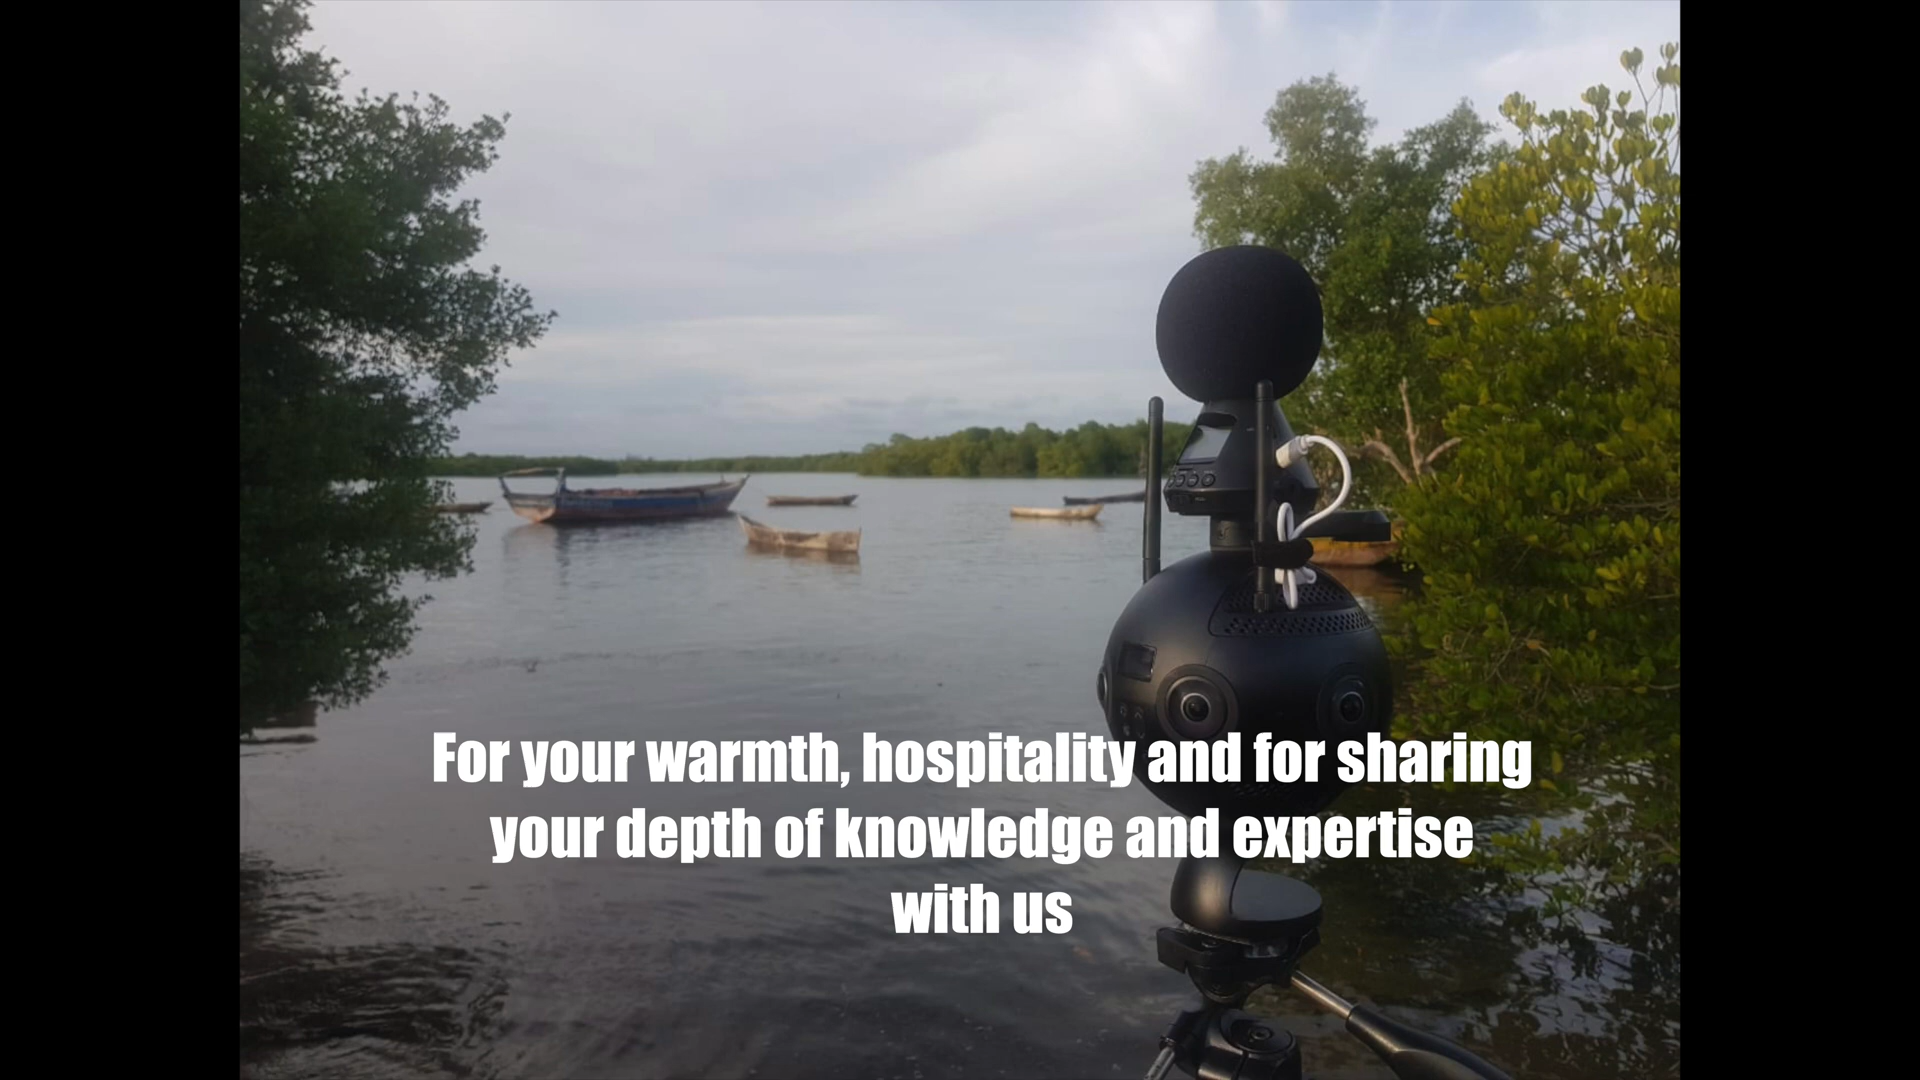 For your warmth, hospitality and for sharing
your depth of knowledge and expertise
with us